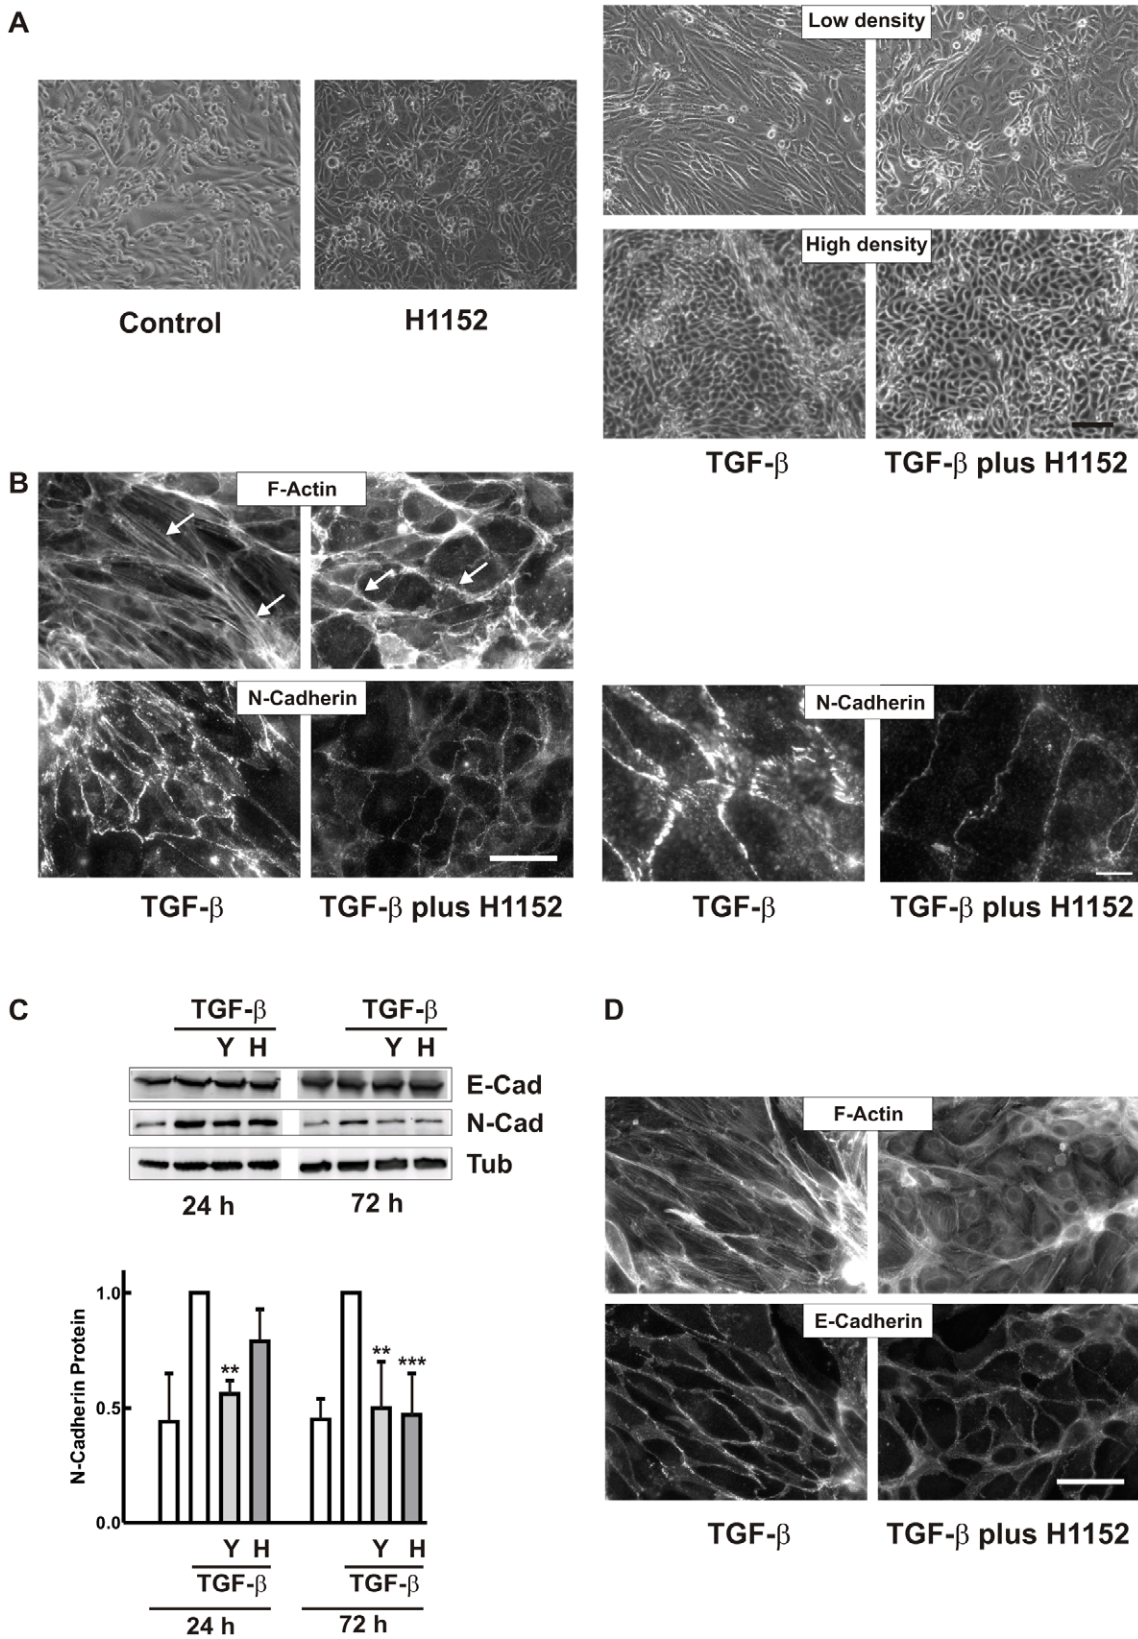 A
Low density
High density
Control
H1152
TGF-β
TGF-β plus H1152
B
F-Actin
N-Cadherin
N-Cadherin
TGF-β
TGF-β plus H1152
TGF-β
TGF-β plus H1152
C
TGF-β
TGF-β
Y H
Y H
E-Cad
N-Cad
Tub
24 h
72 h
N-Cadherin Protein
1.0
0.5
0.0
**
**
***
Y H
Y H
TGF-β
TGF-β
24 h
72 h
D
F-Actin
E-Cadherin
TGF-β
TGF-β plus H1152